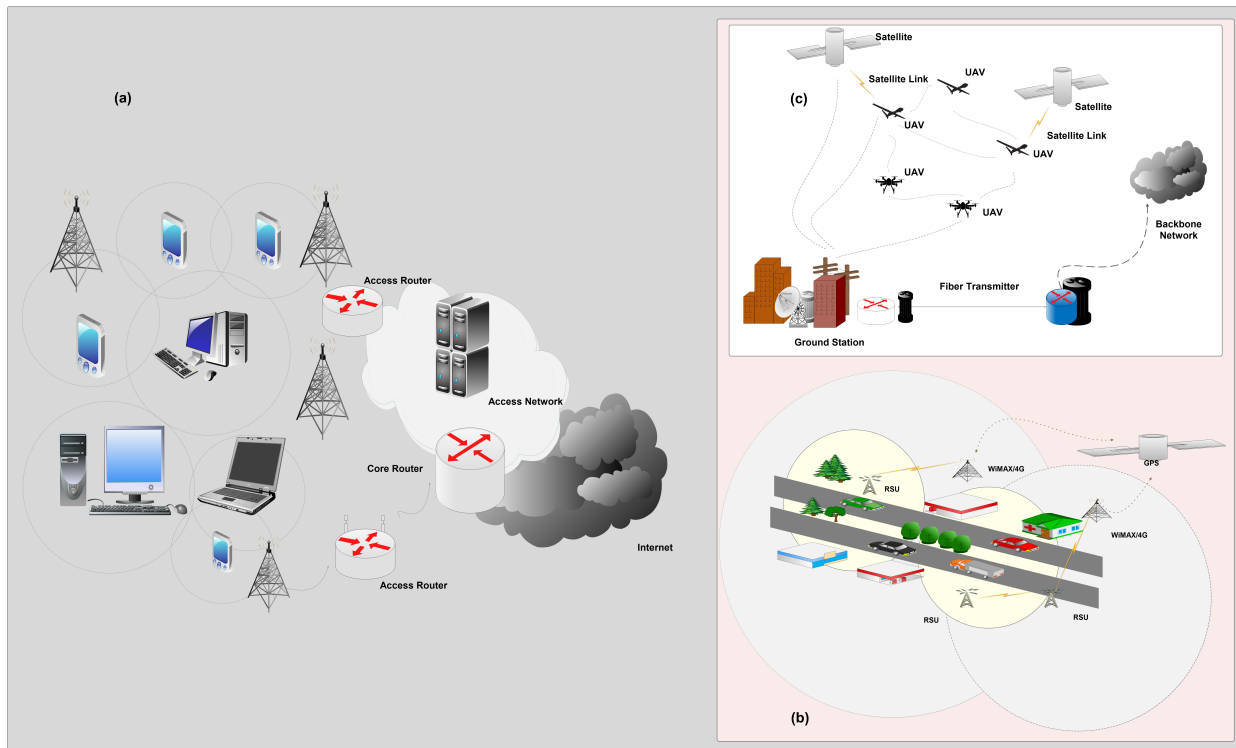 (a)
Access Router
Access Network
Core Router
Internet
Access Router
Satellite
(c)
UAV
Satellite Link
Satellite
UAV
Satellite Link
UAV
UAV
UAV
Backbone
Network
Fiber Transmitter
Ground Station
WiMAX/4G
GPS
RSU
WiMAX/4G
RSU
RSU
(b)